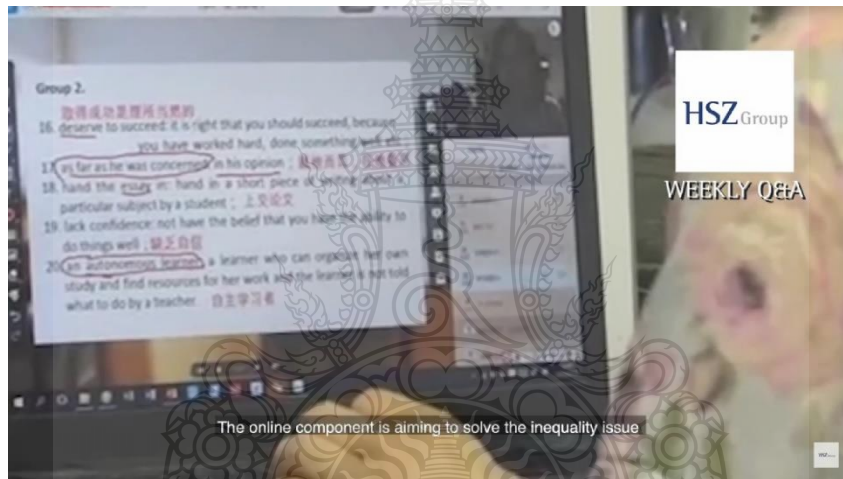 Group 2.
取得成功是理所当然的
16. deserve to succeed: it is right that you should succeed, because
you have worked hard, done something
17. as far as he was concerned: in his opinion ;
18. hand the essay in: hand in a short piece of writing about a
particular subject by a student ; 上交论文
19. lack confidence: not have the belief that you have the ability to
do things well ; 缺乏自信
20. an autonomous learner: a learner who can organise her own
study and find resources for her work and the learner is not told
what to do by a teacher. 自主学习者
HSZ Group
WEEKLY Q&A
The online component is aiming to solve the inequality issue